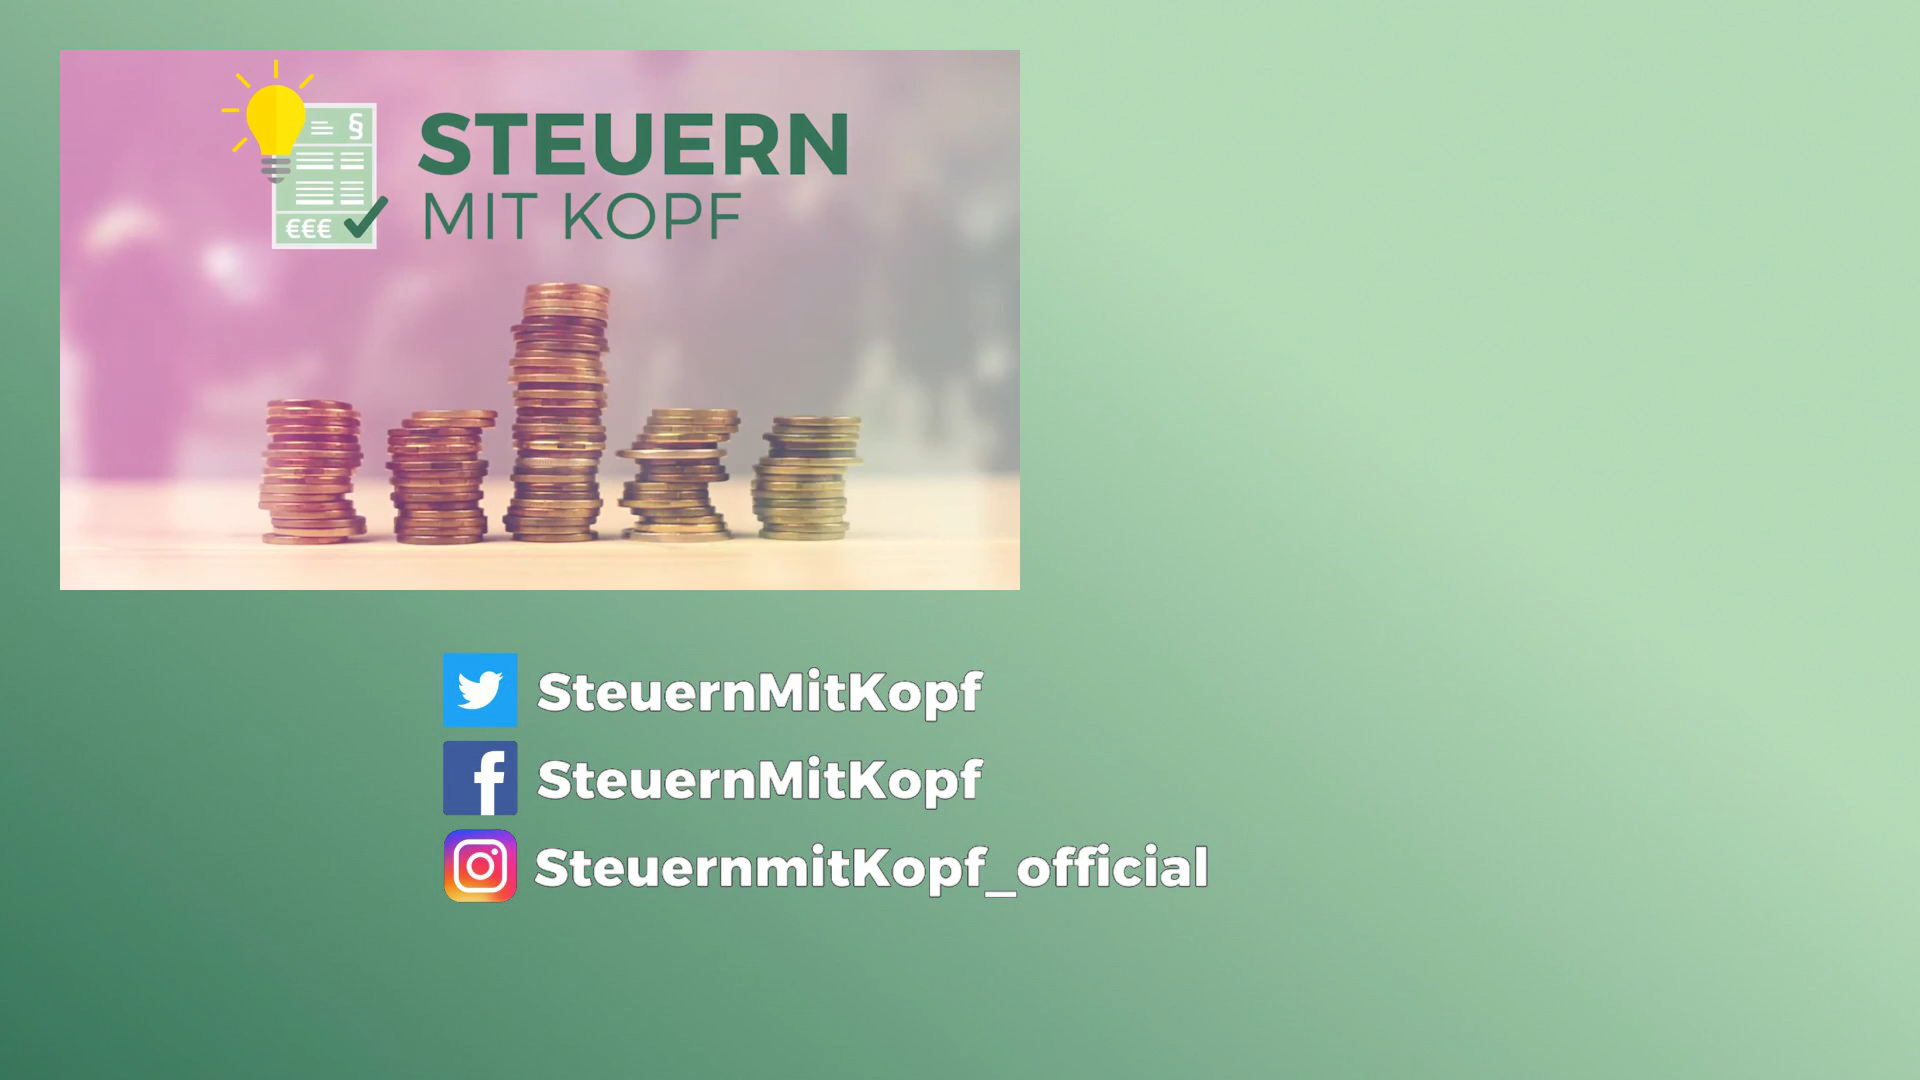 §
STEUERN
MIT KOPF
€€€
SteuernMitKopf
SteuernMitKopf
SteuernmitKopf_official